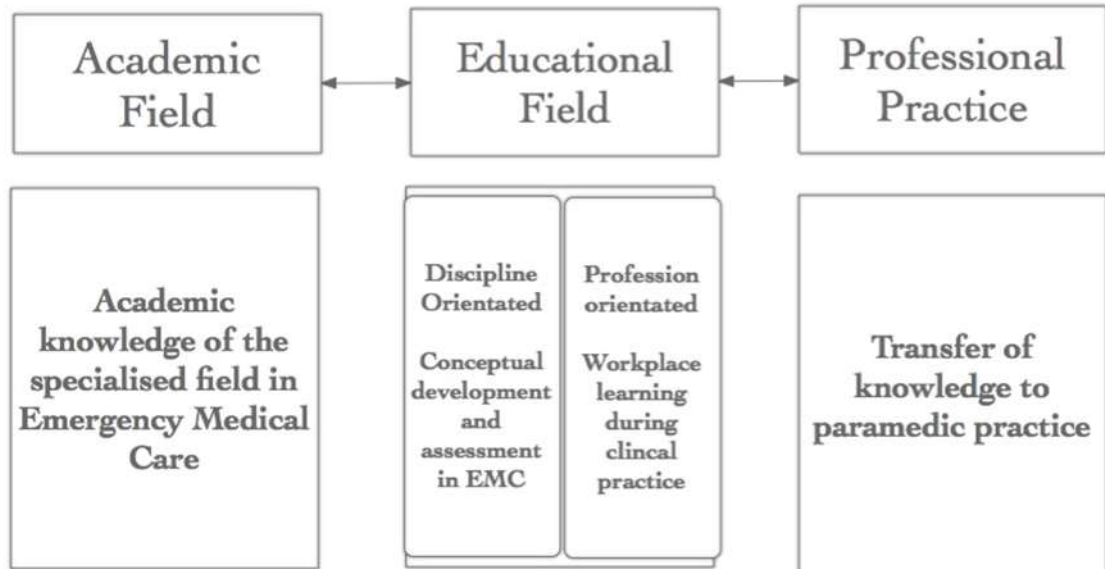 Academic
Field
Educational
Field
Professional
Practice
Academic
knowledge of the
specialised field in
Emergency Medical
Care
Discipline
Orientated
Conceptual
development
and
assessment
in EMC
Profession
orientated
Workplace
learning
during
clincal
practice
Transfer of
knowledge to
paramedic practice